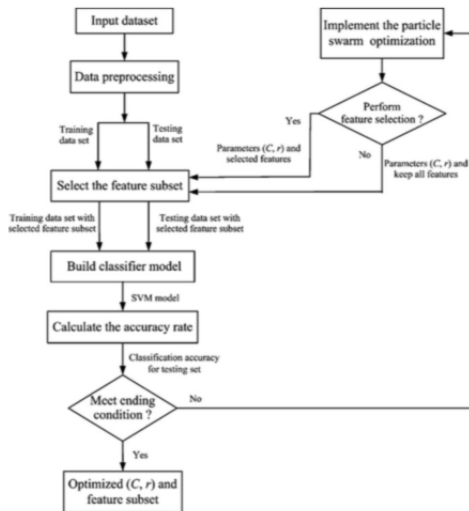 Input dataset
Data preprocessing
Training
data set
Testing
data set
Select the feature subset
Training data set with
selected feature subset
Testing data set with
selected feature subset
Build classifier model
SVM model
Calculate the accuracy rate
Classification accuracy
for testing set
Meet ending
condition ?
No
Yes
Optimized (C, r) and
feature subset
Implement the particle
swarm optimization
Perform
feature selection ?
Yes
Parameters (C, r) and
selected features
No
Parameters (C, r) and
keep all features